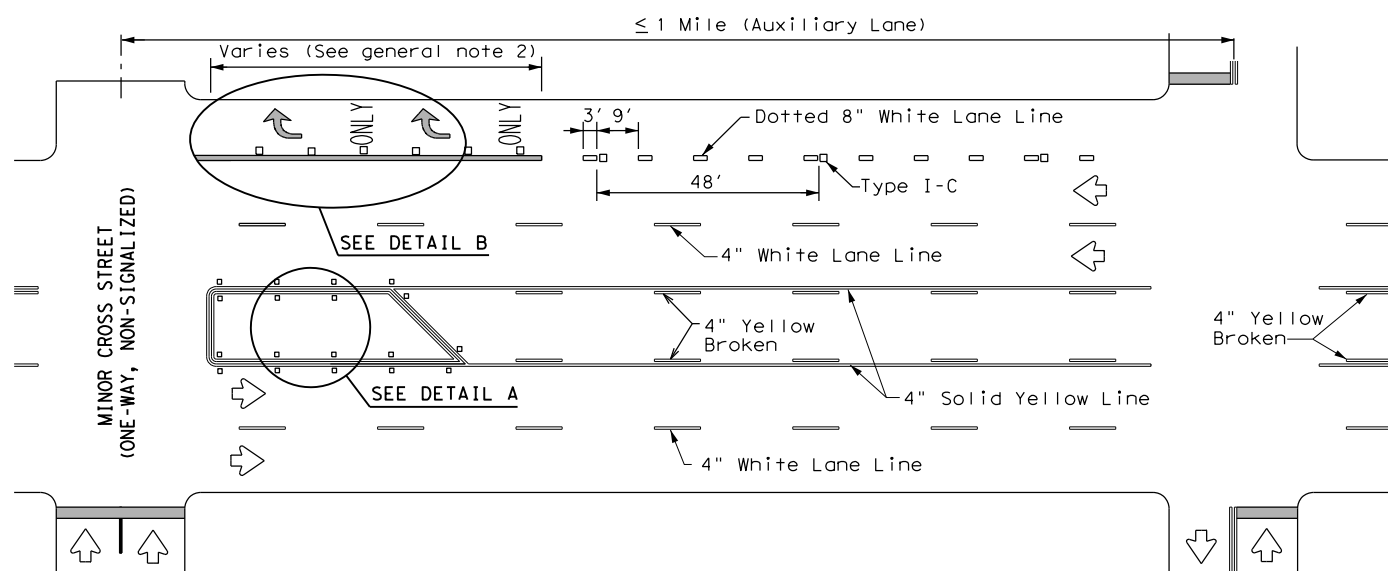 ≤ 1 Mile (Auxiliary Lane)
Varies (See general note 2)
ONLY
ONLY
3' 9'
Dotted 8" White Lane Line
48'
Type I-C
SEE DETAIL B
4" White Lane Line
MINOR CROSS STREET
(ONE-WAY, NON-SIGNALIZED)
4" Yellow
Broken
4" Yellow
Broken
SEE DETAIL A
4" Solid Yellow Line
4" White Lane Line